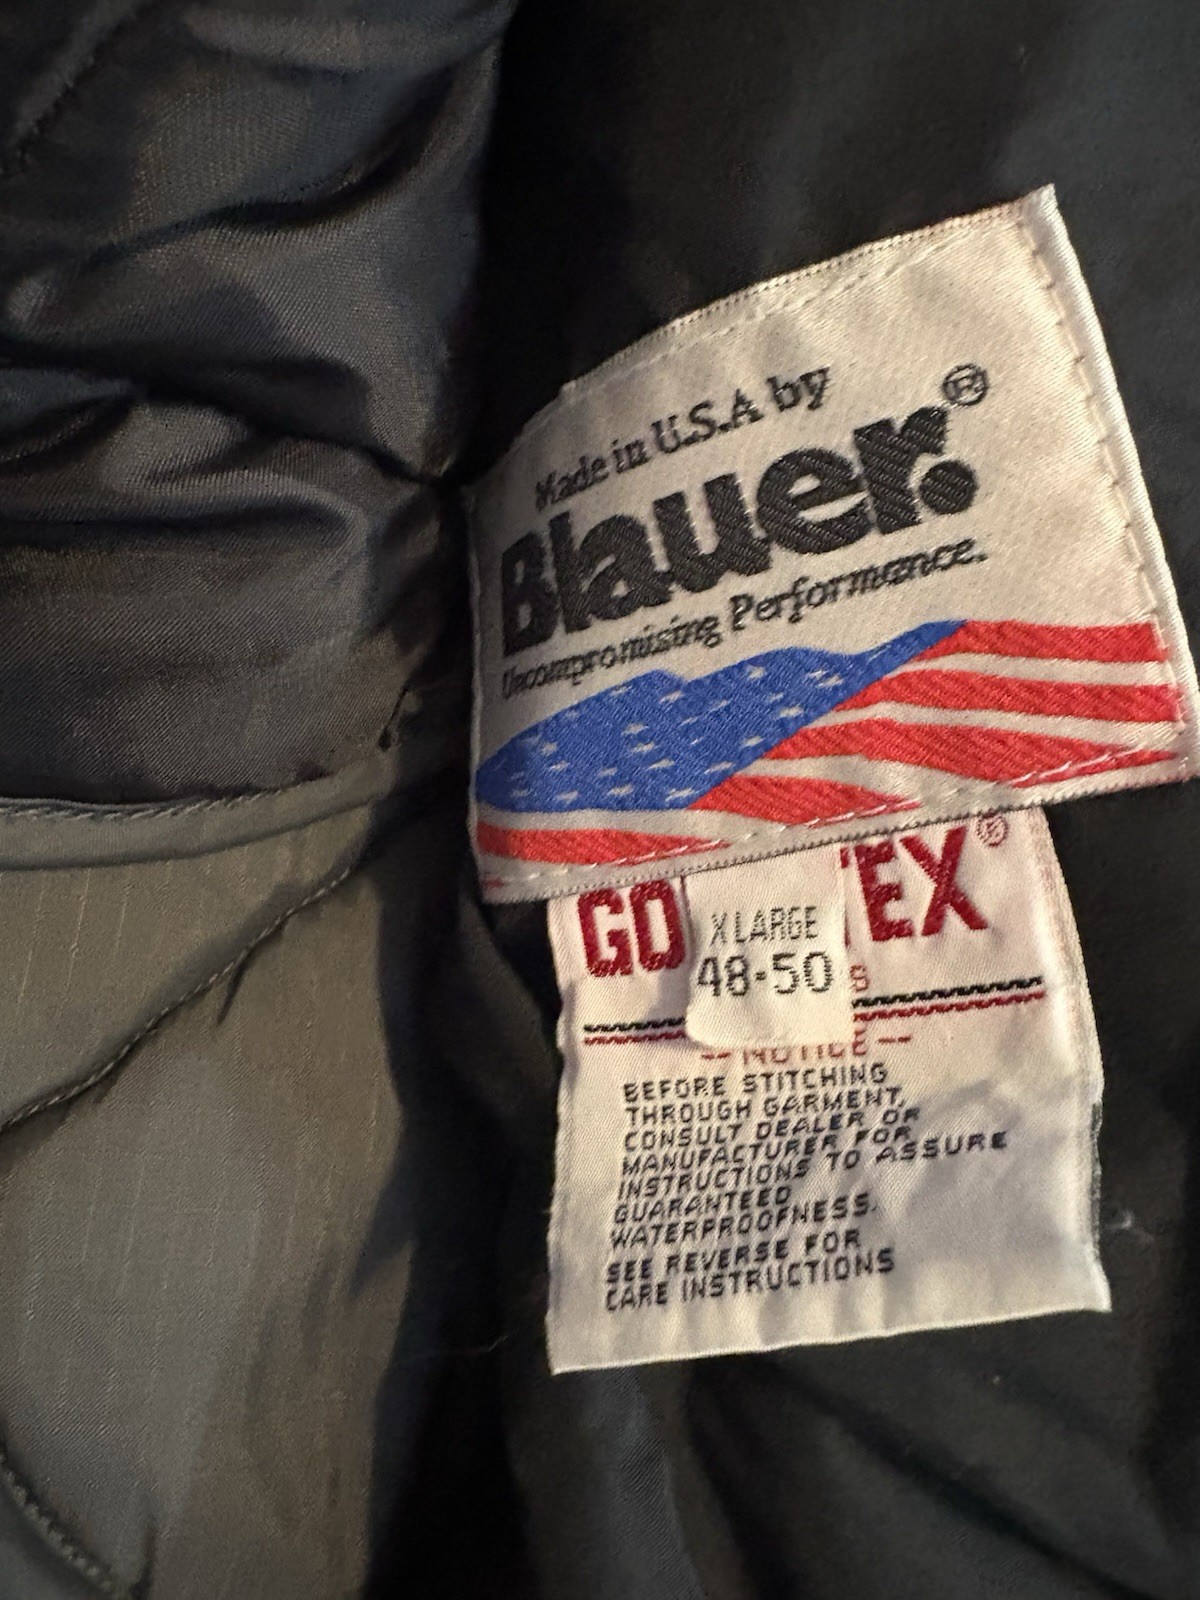 Made in U.S.A by
Blauer.®
Uncompromising Performance.
GO TEX®
X LARGE
48-50
S
-- NOTICE --
BEFORE STITCHING
THROUGH GARMENT,
CONSULT DEALER OR
MANUFACTURER FOR
INSTRUCTIONS TO ASSURE
GUARANTEED
WATERPROOFNESS.
SEE REVERSE FOR
CARE INSTRUCTIONS